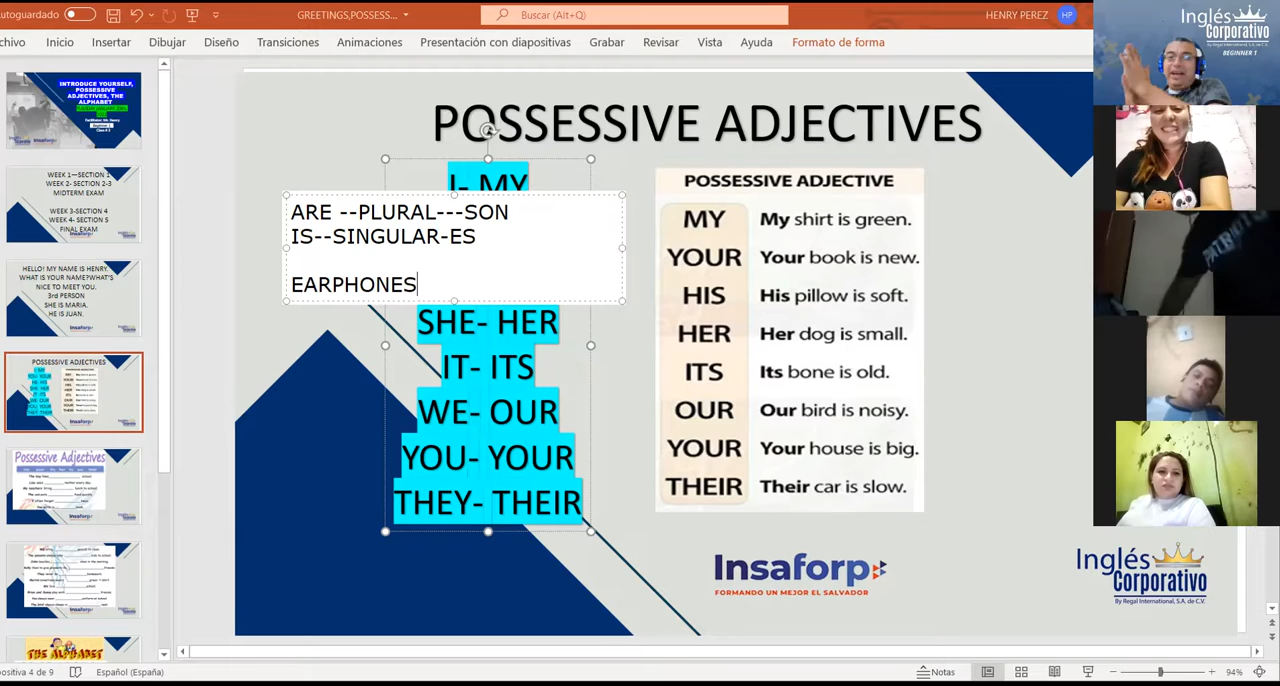 Autoguardado
GREETINGS,POSSESS...
Buscar (Alt+Q)
HENRY PEREZ
HP
chivo
Inicio
Insertar
Dibujar
Diseño
Transiciones
Animaciones
Presentación con diapositivas
Grabar
Revisar
Vista
Ayuda
Formato de forma
INTRODUCE YOURSELF,
POSSESSIVE
ADJECTIVES, THE
ALPHABET
WEEK 1—SECTION 1
WEEK 2- SECTION 2-3
MIDTERM EXAM
WEEK 3-SECTION 4
WEEK 4- SECTION 5
FINAL EXAM
HELLO! MY NAME IS HENRY.
WHAT IS YOUR NAME?WHAT'S
NICE TO MEET YOU.
3rd PERSON
SHE IS MARIA.
HE IS JUAN.
POSSESSIVE ADJECTIVES
Possessive Adjectives
THE ALPHABET
POSSESSIVE ADJECTIVES
I- MY
ARE --PLURAL---SON
IS--SINGULAR-ES
EARPHONES
SHE- HER
IT- ITS
WE- OUR
YOU- YOUR
THEY- THEIR
POSSESSIVE ADJECTIVE
MY My shirt is green.
YOUR Your book is new.
HIS His pillow is soft.
HER Her dog is small.
ITS Its bone is old.
OUR Our bird is noisy.
YOUR Your house is big.
THEIR Their car is slow.
Insaforp
FORMANDO UN MEJOR EL SALVADOR
Inglés
Corporativo
By Regal International, S.A. de C.V.
Inglés
Corporativo
By Regal International, S.A. de C.V.
BEGINNER 1
positiva 4 de 9
Español (España)
Notas
94%